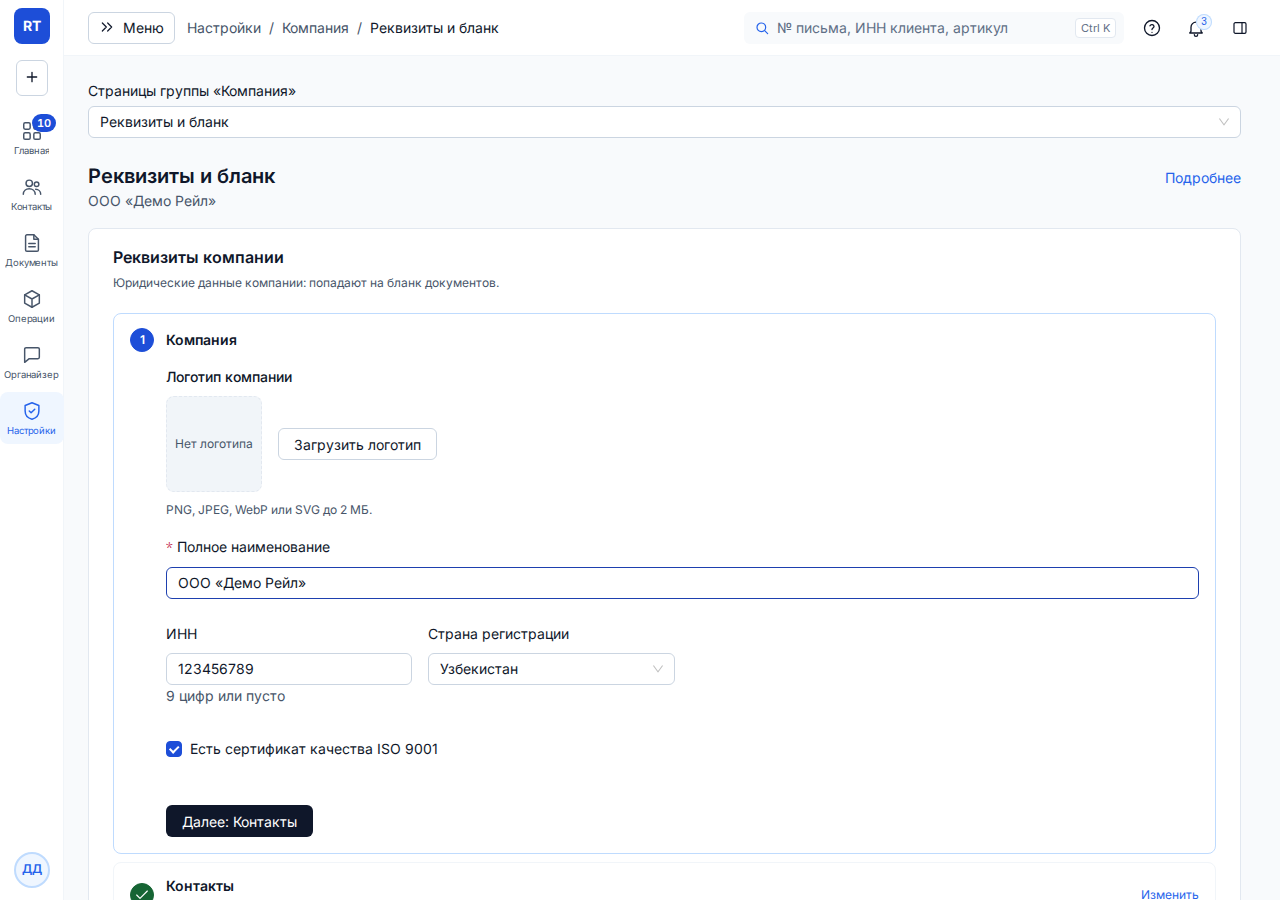 RT
Меню
Настройки / Компания / Реквизиты и бланк
№ письма, ИНН клиента, артикул
Ctrl K
3
10
Главная
Контакты
Документы
Операции
Органайзер
Настройки
ДД
Страницы группы «Компания»
Реквизиты и бланк
Реквизиты и бланк
Подробнее
ООО «Демо Рейл»
Реквизиты компании
Юридические данные компании: попадают на бланк документов.
1 Компания
Логотип компании
Нет логотипа
Загрузить логотип
PNG, JPEG, WebP или SVG до 2 МБ.
* Полное наименование
ООО «Демо Рейл»
ИНН
Страна регистрации
123456789
Узбекистан
9 цифр или пусто
Есть сертификат качества ISO 9001
Далее: Контакты
Контакты
Изменить